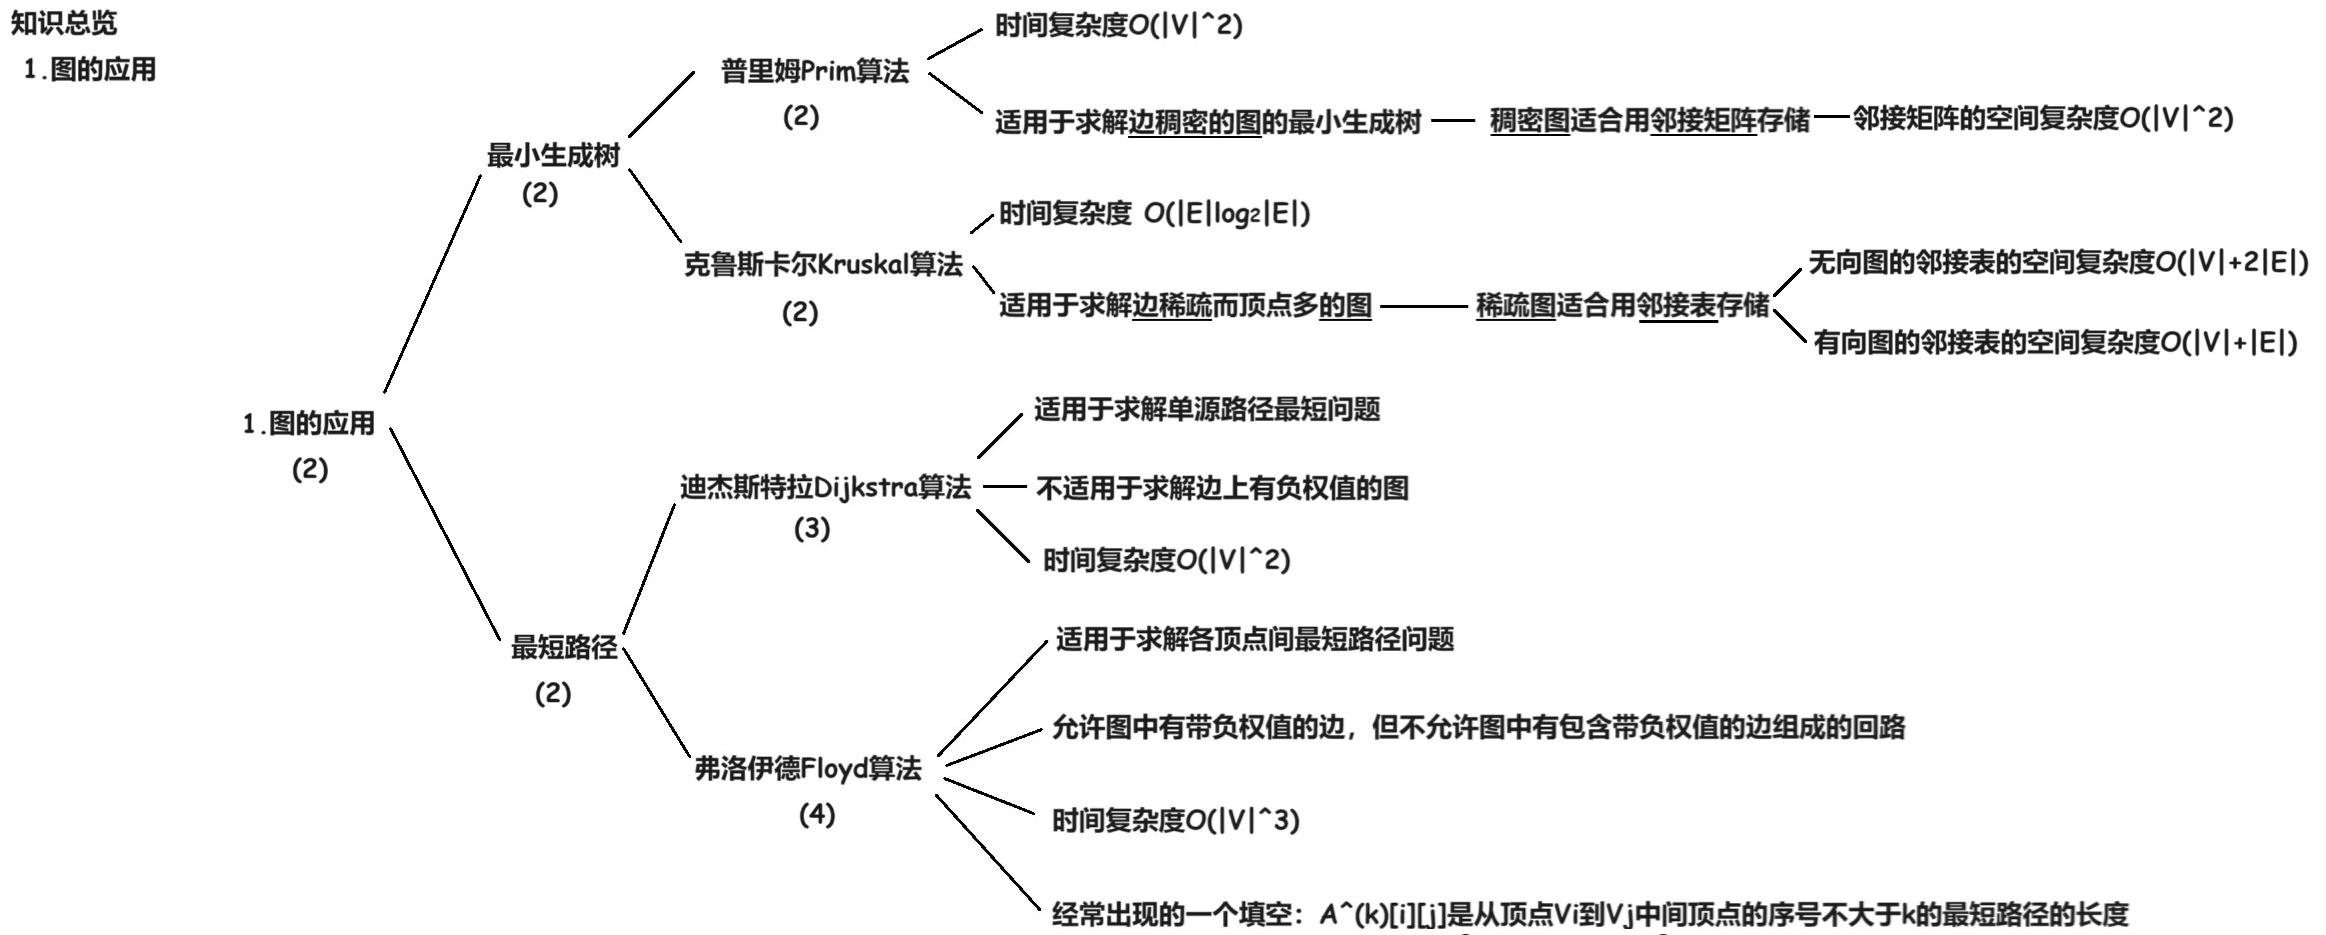 知识总览
1.图的应用
1.图的应用
(2)
最小生成树
(2)
普里姆Prim算法
(2)
时间复杂度O(|V|^2)
适用于求解边稠密的图的最小生成树
稠密图适合用邻接矩阵存储
邻接矩阵的空间复杂度O(|V|^2)
克鲁斯卡尔Kruskal算法
(2)
时间复杂度 O(|E|log2|E|)
适用于求解边稀疏而顶点多的图
稀疏图适合用邻接表存储
无向图的邻接表的空间复杂度O(|V|+2|E|)
有向图的邻接表的空间复杂度O(|V|+|E|)
最短路径
(2)
迪杰斯特拉Dijkstra算法
(3)
适用于求解单源路径最短问题
不适用于求解边上有负权值的图
时间复杂度O(|V|^2)
弗洛伊德Floyd算法
(4)
适用于求解各顶点间最短路径问题
允许图中有带负权值的边，但不允许图中有包含带负权值的边组成的回路
时间复杂度O(|V|^3)
经常出现的一个填空：A^(k)[i][j]是从顶点Vi到Vj中间顶点的序号不大于k的最短路径的长度